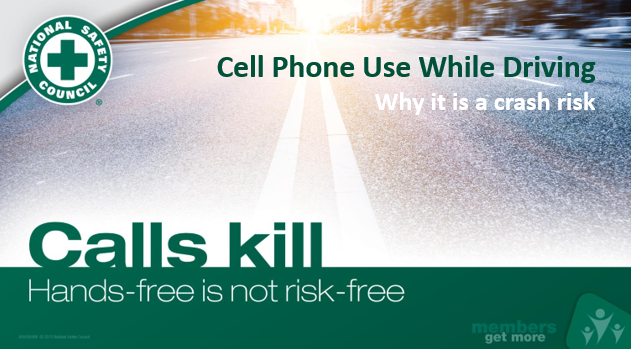 NATIONAL SAFETY COUNCIL
®
Cell Phone Use While Driving
Why it is a crash risk
Calls kill
Hands-free is not risk-free
members
get more